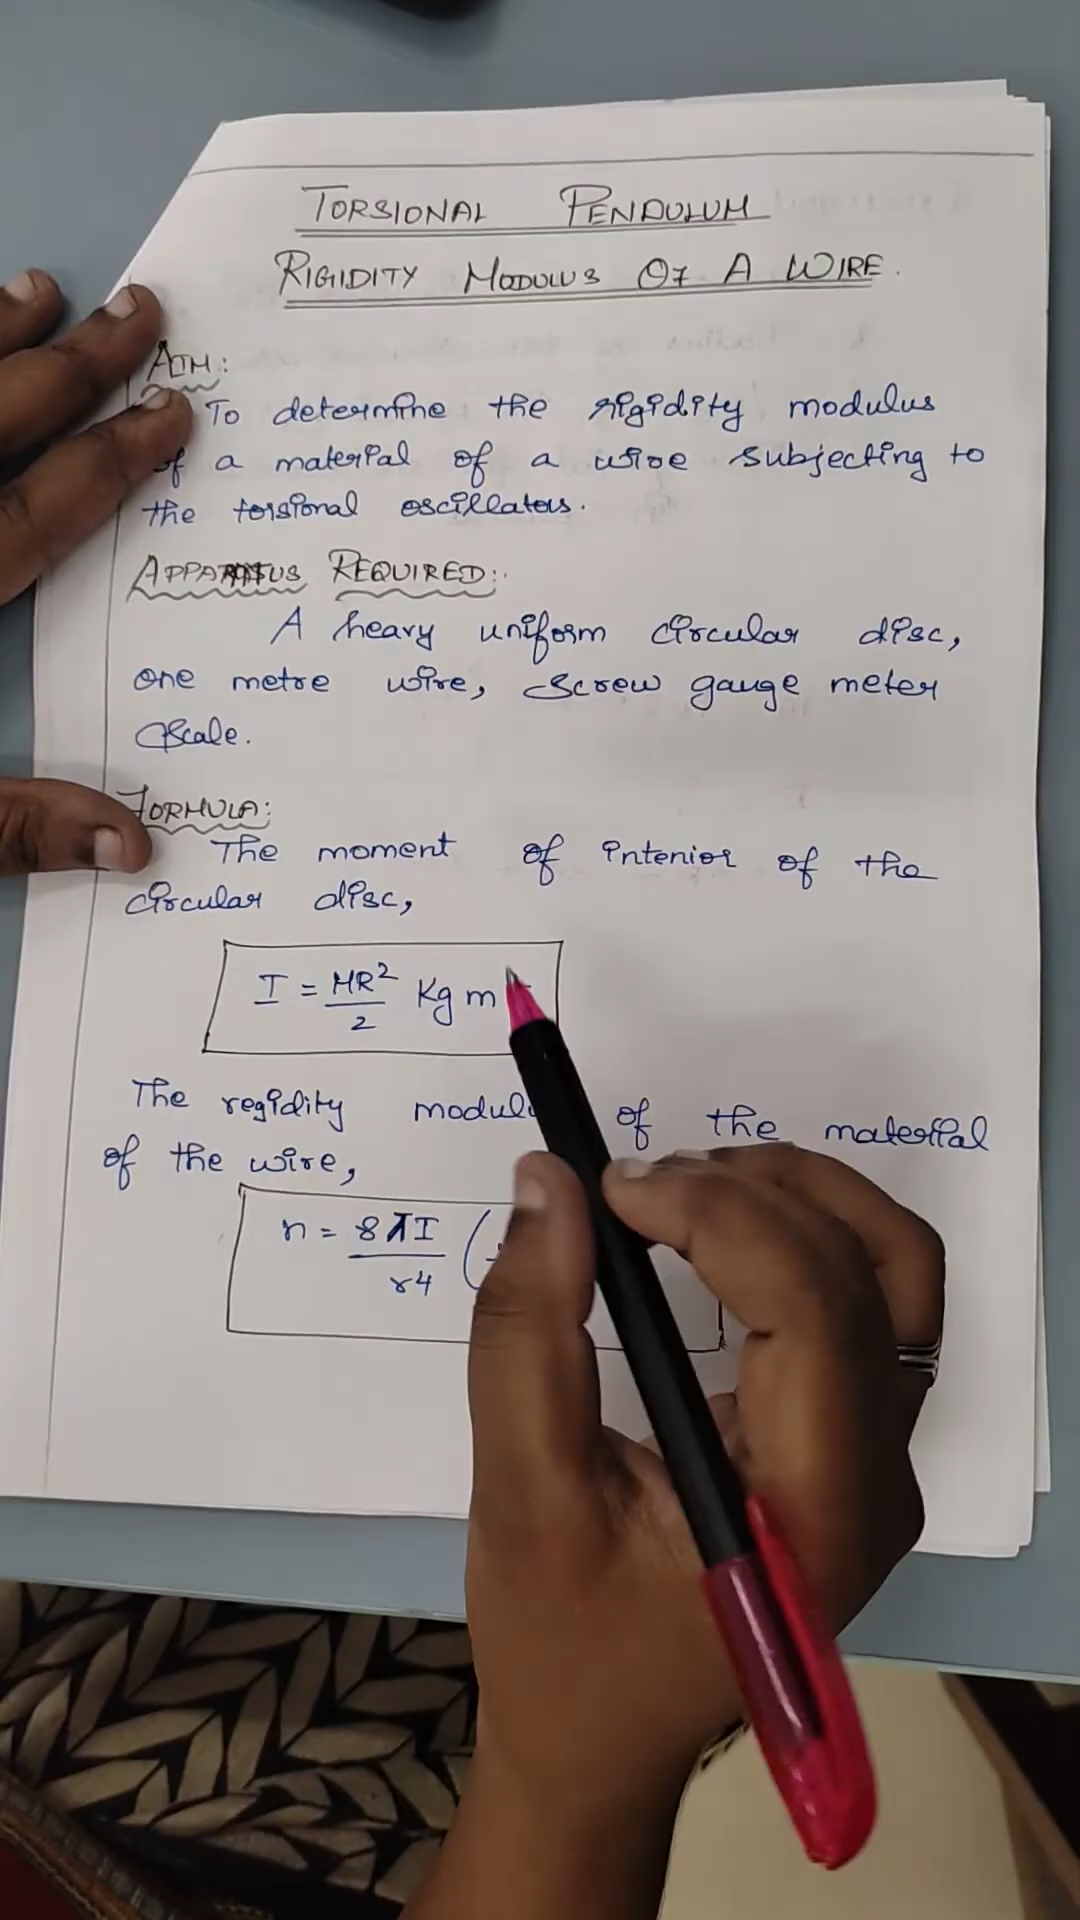 TORSIONAL PENDULUM
RIGIDITY MODULUS OF A WIRE.
AIM:
To determine the rigidity modulus
of a material of a wire subjecting to
the torsional oscillators.
APPARATUS REQUIRED:
A heavy uniform circular disc,
one metre wire, screw gauge meter
scale.
FORMULA:
The moment of interior of the
circular disc,
I = MR²/2 Kg m
The regidity modul of the material
of the wire,
n = 8πI/r4 (